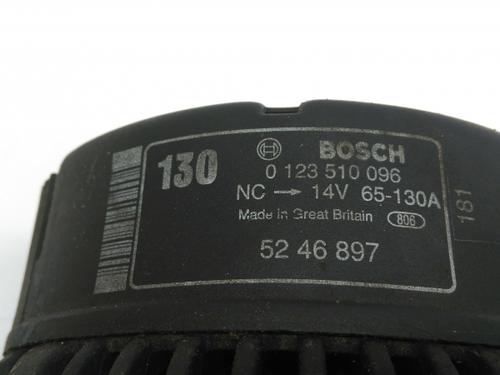 130
BOSCH
0 123 510 096
NC → 14V 65-130A
Made in Great Britain 806
52 46 897
181